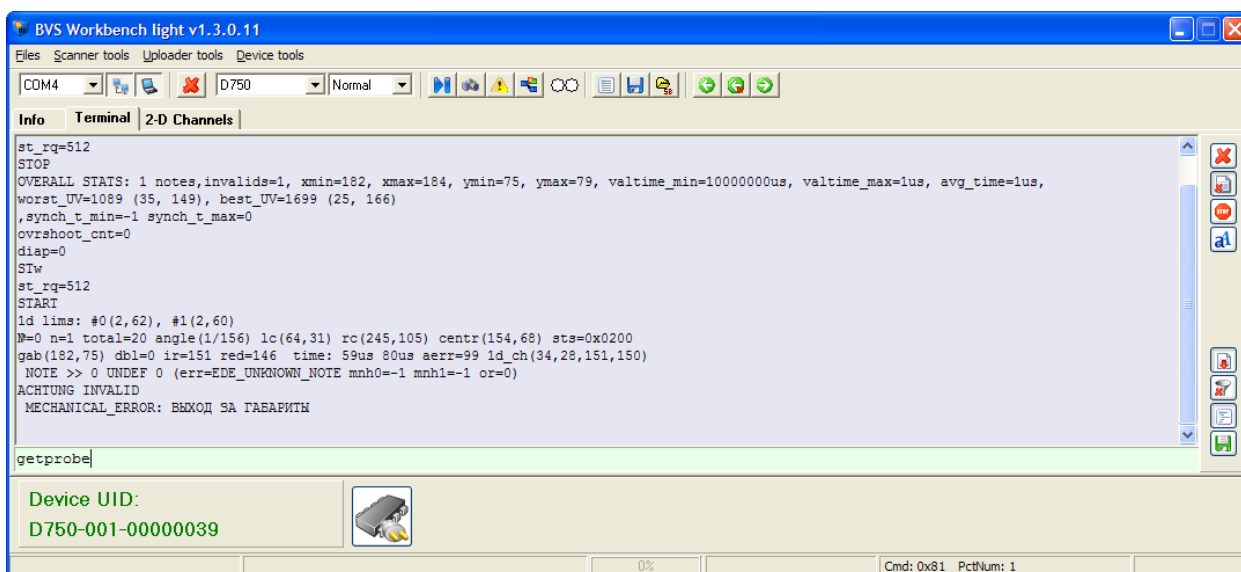 BVS Workbench light v1.3.0.11
Files Scanner tools Uploader tools Device tools
COM4 D750 Normal
Info Terminal 2-D Channels
st_rq=512
STOP
OVERALL STATS: 1 notes,invalids=1, xmin=182, xmax=184, ymin=75, ymax=79, valtime_min=10000000us, valtime_max=1us, avg_time=1us,
worst_UV=1089 (35, 149), best_UV=1699 (25, 166)
,synch_t_min=-1 synch_t_max=0
ovrshoot_cnt=0
diap=0
STw
st_rq=512
START
1d lims: #0(2,62), #1(2,60)
№=0 n=1 total=20 angle(1/156) lc(64,31) rc(245,105) centr(154,68) sts=0x0200
gab(182,75) dbl=0 ir=151 red=146 time: 59us 80us aerr=99 1d_ch(34,28,151,150)
NOTE >> 0 UNDEF 0 (err=EDE_UNKNOWN_NOTE mnh0=-1 mnh1=-1 or=0)
ACHTUNG INVALID
MECHANICAL_ERROR: ВЫХОД ЗА ГАБАРИТЫ
getprobe
Device UID:
D750-001-00000039
0%
Cmd: 0x81 PctNum: 1